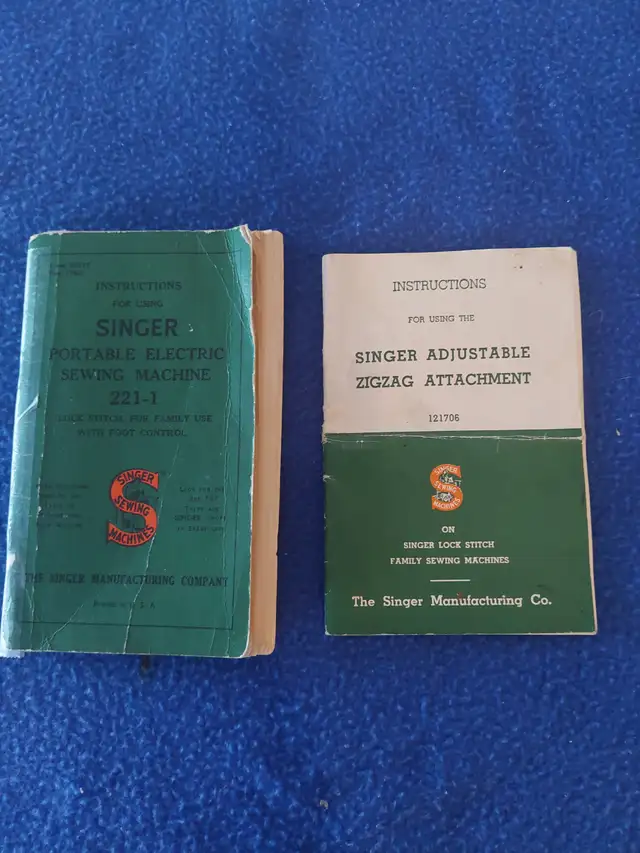 INSTRUCTIONS
FOR USING
SINGER
PORTABLE ELECTRIC
SEWING MACHINE
221-1
LOCK STITCH, FOR FAMILY USE
WITH FOOT CONTROL
SINGER
SEWING
MACHINES
THE SINGER MANUFACTURING COMPANY
INSTRUCTIONS
FOR USING THE
SINGER ADJUSTABLE
ZIGZAG ATTACHMENT
121706
SINGER
SEWING
MACHINES
ON
SINGER LOCK STITCH
FAMILY SEWING MACHINES
The Singer Manufacturing Co.